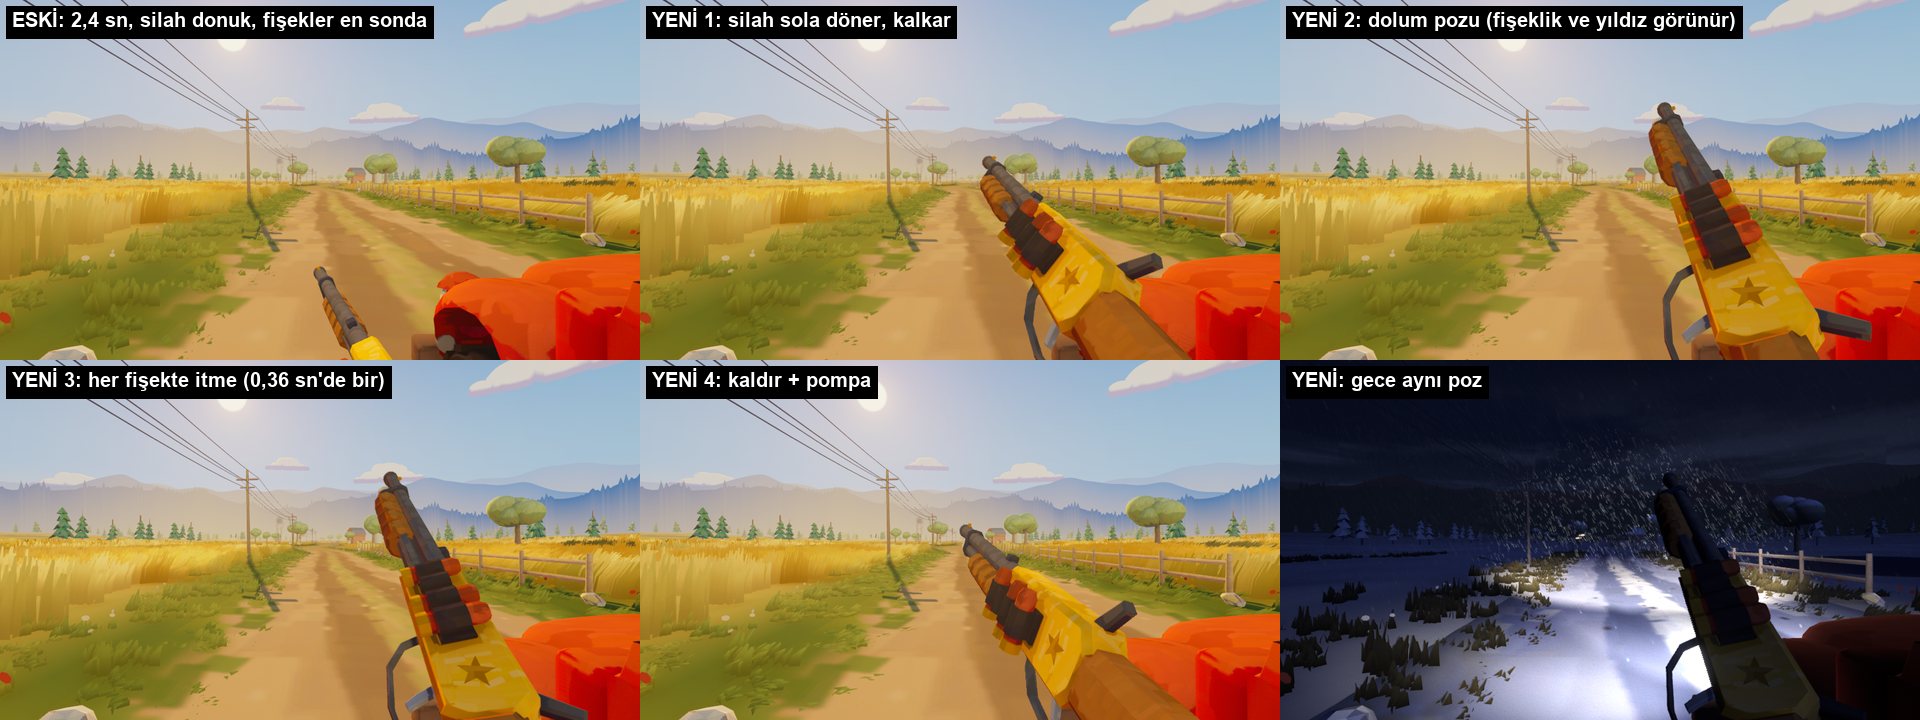 ESKİ: 2,4 sn, silah donuk, fişekler en sonda
YENİ 1: silah sola döner, kalkar
YENİ 2: dolum pozu (fişeklik ve yıldız görünür)
YENİ 3: her fişekte itme (0,36 sn'de bir)
YENİ 4: kaldır + pompa
YENİ: gece aynı poz